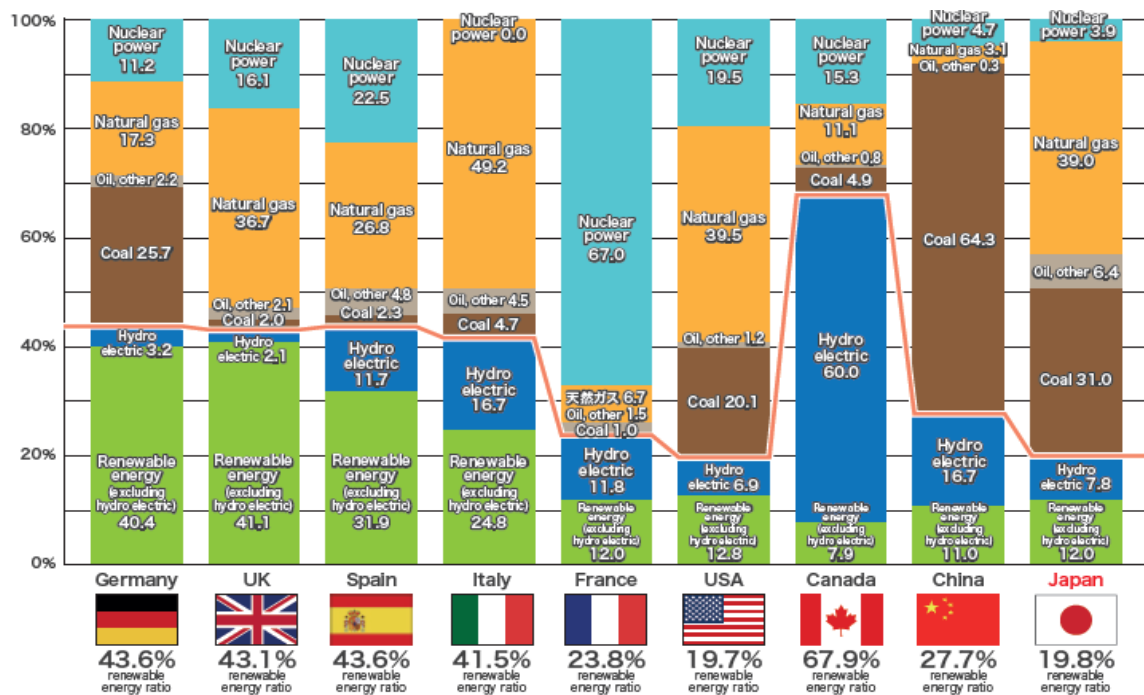 100%
80%
60%
40%
20%
0%
Nuclear
power
11.2
Natural gas
17.3
Oil, other 2.2
Coal 25.7
Hydro
electric 3.2
Renewable
energy
(excluding
hydro electric)
40.4
Germany
43.6%
renewable
energy ratio
Nuclear
power
16.1
Natural gas
36.7
Oil, other 2.1
Coal 2.0
Hydro
electric 2.1
Renewable
energy
(excluding
hydro electric)
41.1
UK
43.1%
renewable
energy ratio
Nuclear
power
22.5
Natural gas
26.8
Oil, other 4.8
Coal 2.3
Hydro
electric
11.7
Renewable
energy
(excluding
hydro electric)
31.9
Spain
43.6%
renewable
energy ratio
Nuclear
power 0.0
Natural gas
49.2
Oil, other 4.5
Coal 4.7
Hydro
electric
16.7
Renewable
energy
(excluding
hydro electric)
24.8
Italy
41.5%
renewable
energy ratio
Nuclear
power
67.0
天然ガス 6.7
Oil, other 1.5
Coal 1.0
Hydro
electric
11.8
Renewable
energy
(excluding
hydro electric)
12.0
France
23.8%
renewable
energy ratio
Nuclear
power
19.5
Natural gas
39.5
Oil, other 1.2
Coal 20.1
Hydro
electric 6.9
Renewable
energy
(excluding
hydro electric)
12.8
USA
19.7%
renewable
energy ratio
Nuclear
power
15.3
Natural gas
11.1
Oil, other 0.8
Coal 4.9
Hydro
electric
60.0
Renewable
energy
(excluding
hydro electric)
7.9
Canada
67.9%
renewable
energy ratio
Nuclear
power 4.7
Natural gas 3.1
Oil, other 0.3
Coal 64.3
Hydro
electric
16.7
Renewable
energy
(excluding
hydro electric)
11.0
China
27.7%
renewable
energy ratio
Nuclear
power 3.9
Natural gas
39.0
Oil, other 6.4
Coal 31.0
Hydro
electric 7.8
Renewable
energy
(excluding
hydro electric)
12.0
Japan
19.8%
renewable
energy ratio